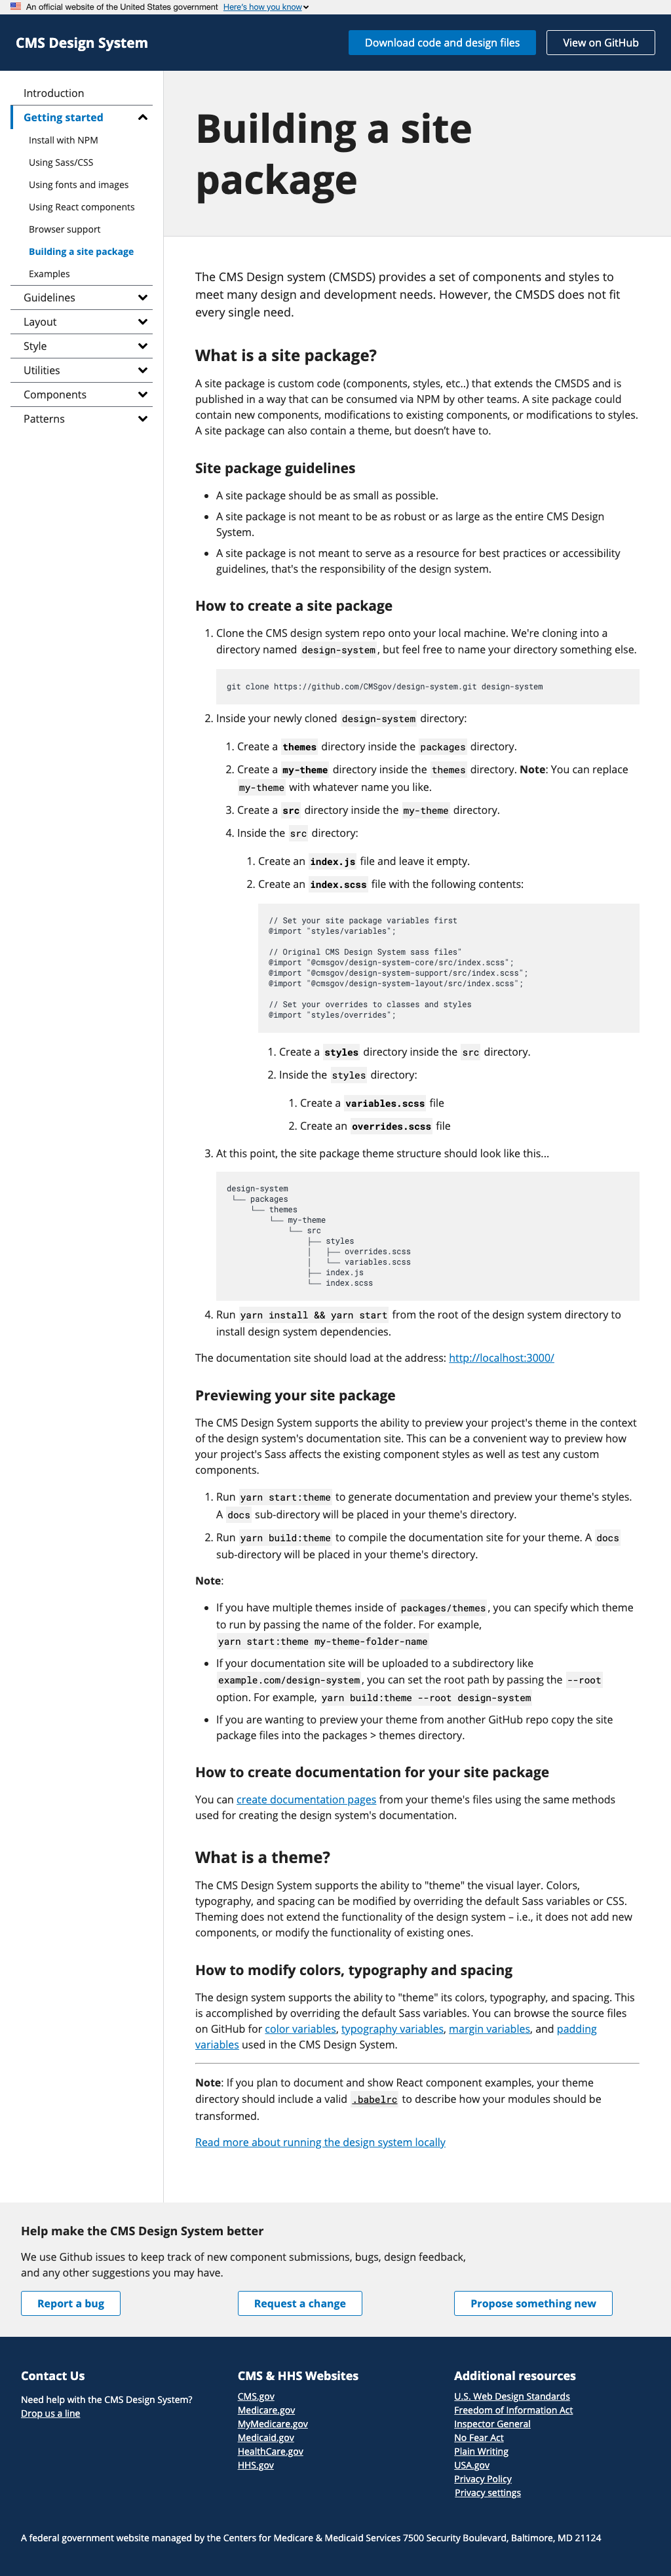 An official website of the United States government Here's how you know
CMS Design System
Download code and design files
View on GitHub
Introduction
Getting started
Install with NPM
Using Sass/CSS
Using fonts and images
Using React components
Browser support
Building a site package
Examples
Guidelines
Layout
Style
Utilities
Components
Patterns
Building a site
package
The CMS Design system (CMSDS) provides a set of components and styles to
meet many design and development needs. However, the CMSDS does not fit
every single need.
What is a site package?
A site package is custom code (components, styles, etc..) that extends the CMSDS and is
published in a way that can be consumed via NPM by other teams. A site package could
contain new components, modifications to existing components, or modifications to styles.
A site package can also contain a theme, but doesn’t have to.
Site package guidelines
• A site package should be as small as possible.
• A site package is not meant to be as robust or as large as the entire CMS Design
System.
• A site package is not meant to serve as a resource for best practices or accessibility
guidelines, that's the responsibility of the design system.
How to create a site package
1. Clone the CMS design system repo onto your local machine. We're cloning into a
directory named design-system, but feel free to name your directory something else.
git clone https://github.com/CMSgov/design-system.git design-system
2. Inside your newly cloned design-system directory:
1. Create a themes directory inside the packages directory.
2. Create a my-theme directory inside the themes directory. Note: You can replace
my-theme with whatever name you like.
3. Create a src directory inside the my-theme directory.
4. Inside the src directory:
1. Create an index.js file and leave it empty.
2. Create an index.scss file with the following contents:
// Set your site package variables first
@import "styles/variables";
// Original CMS Design System sass files"
@import "@cmsgov/design-system-core/src/index.scss";
@import "@cmsgov/design-system-support/src/index.scss";
@import "@cmsgov/design-system-layout/src/index.scss";
// Set your overrides to classes and styles
@import "styles/overrides";
1. Create a styles directory inside the src directory.
2. Inside the styles directory:
1. Create a variables.scss file
2. Create an overrides.scss file
3. At this point, the site package theme structure should look like this...
design-system
└── packages
└── themes
└── my-theme
└── src
├── styles
│ ├── overrides.scss
│ └── variables.scss
├── index.js
└── index.scss
4. Run yarn install && yarn start from the root of the design system directory to
install design system dependencies.
The documentation site should load at the address: http://localhost:3000/
Previewing your site package
The CMS Design System supports the ability to preview your project's theme in the context
of the design system's documentation site. This can be a convenient way to preview how
your project's Sass affects the existing component styles as well as test any custom
components.
1. Run yarn start:theme to generate documentation and preview your theme's styles.
A docs sub-directory will be placed in your theme's directory.
2. Run yarn build:theme to compile the documentation site for your theme. A docs
sub-directory will be placed in your theme's directory.
Note:
• If you have multiple themes inside of packages/themes, you can specify which theme
to run by passing the name of the folder. For example,
yarn start:theme my-theme-folder-name
• If your documentation site will be uploaded to a subdirectory like
example.com/design-system, you can set the root path by passing the --root
option. For example, yarn build:theme --root design-system
• If you are wanting to preview your theme from another GitHub repo copy the site
package files into the packages > themes directory.
How to create documentation for your site package
You can create documentation pages from your theme's files using the same methods
used for creating the design system's documentation.
What is a theme?
The CMS Design System supports the ability to "theme" the visual layer. Colors,
typography, and spacing can be modified by overriding the default Sass variables or CSS.
Theming does not extend the functionality of the design system – i.e., it does not add new
components, or modify the functionality of existing ones.
How to modify colors, typography and spacing
The design system supports the ability to "theme" its colors, typography, and spacing. This
is accomplished by overriding the default Sass variables. You can browse the source files
on GitHub for color variables, typography variables, margin variables, and padding
variables used in the CMS Design System.
Note: If you plan to document and show React component examples, your theme
directory should include a valid .babelrc to describe how your modules should be
transformed.
Read more about running the design system locally
Help make the CMS Design System better
We use Github issues to keep track of new component submissions, bugs, design feedback,
and any other suggestions you may have.
Report a bug
Request a change
Propose something new
Contact Us
Need help with the CMS Design System?
Drop us a line
CMS & HHS Websites
CMS.gov
Medicare.gov
MyMedicare.gov
Medicaid.gov
HealthCare.gov
HHS.gov
Additional resources
U.S. Web Design Standards
Freedom of Information Act
Inspector General
No Fear Act
Plain Writing
USA.gov
Privacy Policy
Privacy settings
A federal government website managed by the Centers for Medicare & Medicaid Services 7500 Security Boulevard, Baltimore, MD 21124